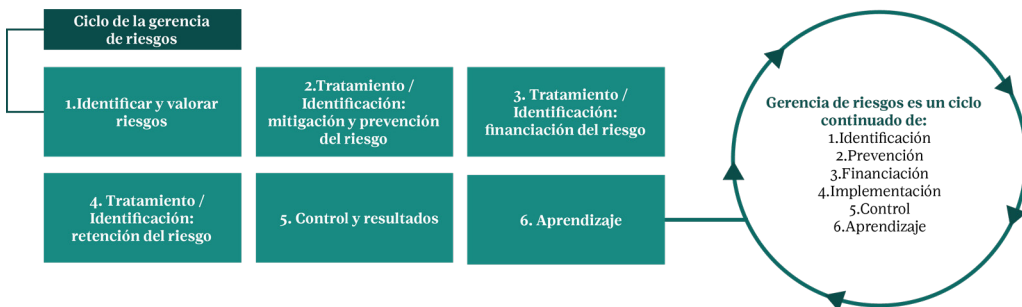 Ciclo de la gerencia
de riesgos
1.Identificar y valorar
riesgos
2.Tratamiento /
Identificación:
mitigación y prevención
del riesgo
3. Tratamiento /
Identificación:
financiación del riesgo
4. Tratamiento /
Identificación:
retención del riesgo
5. Control y resultados
6. Aprendizaje
Gerencia de riesgos es un ciclo
continuado de:
1.Identificación
2.Prevención
3.Financiación
4.Implementación
5.Control
6.Aprendizaje